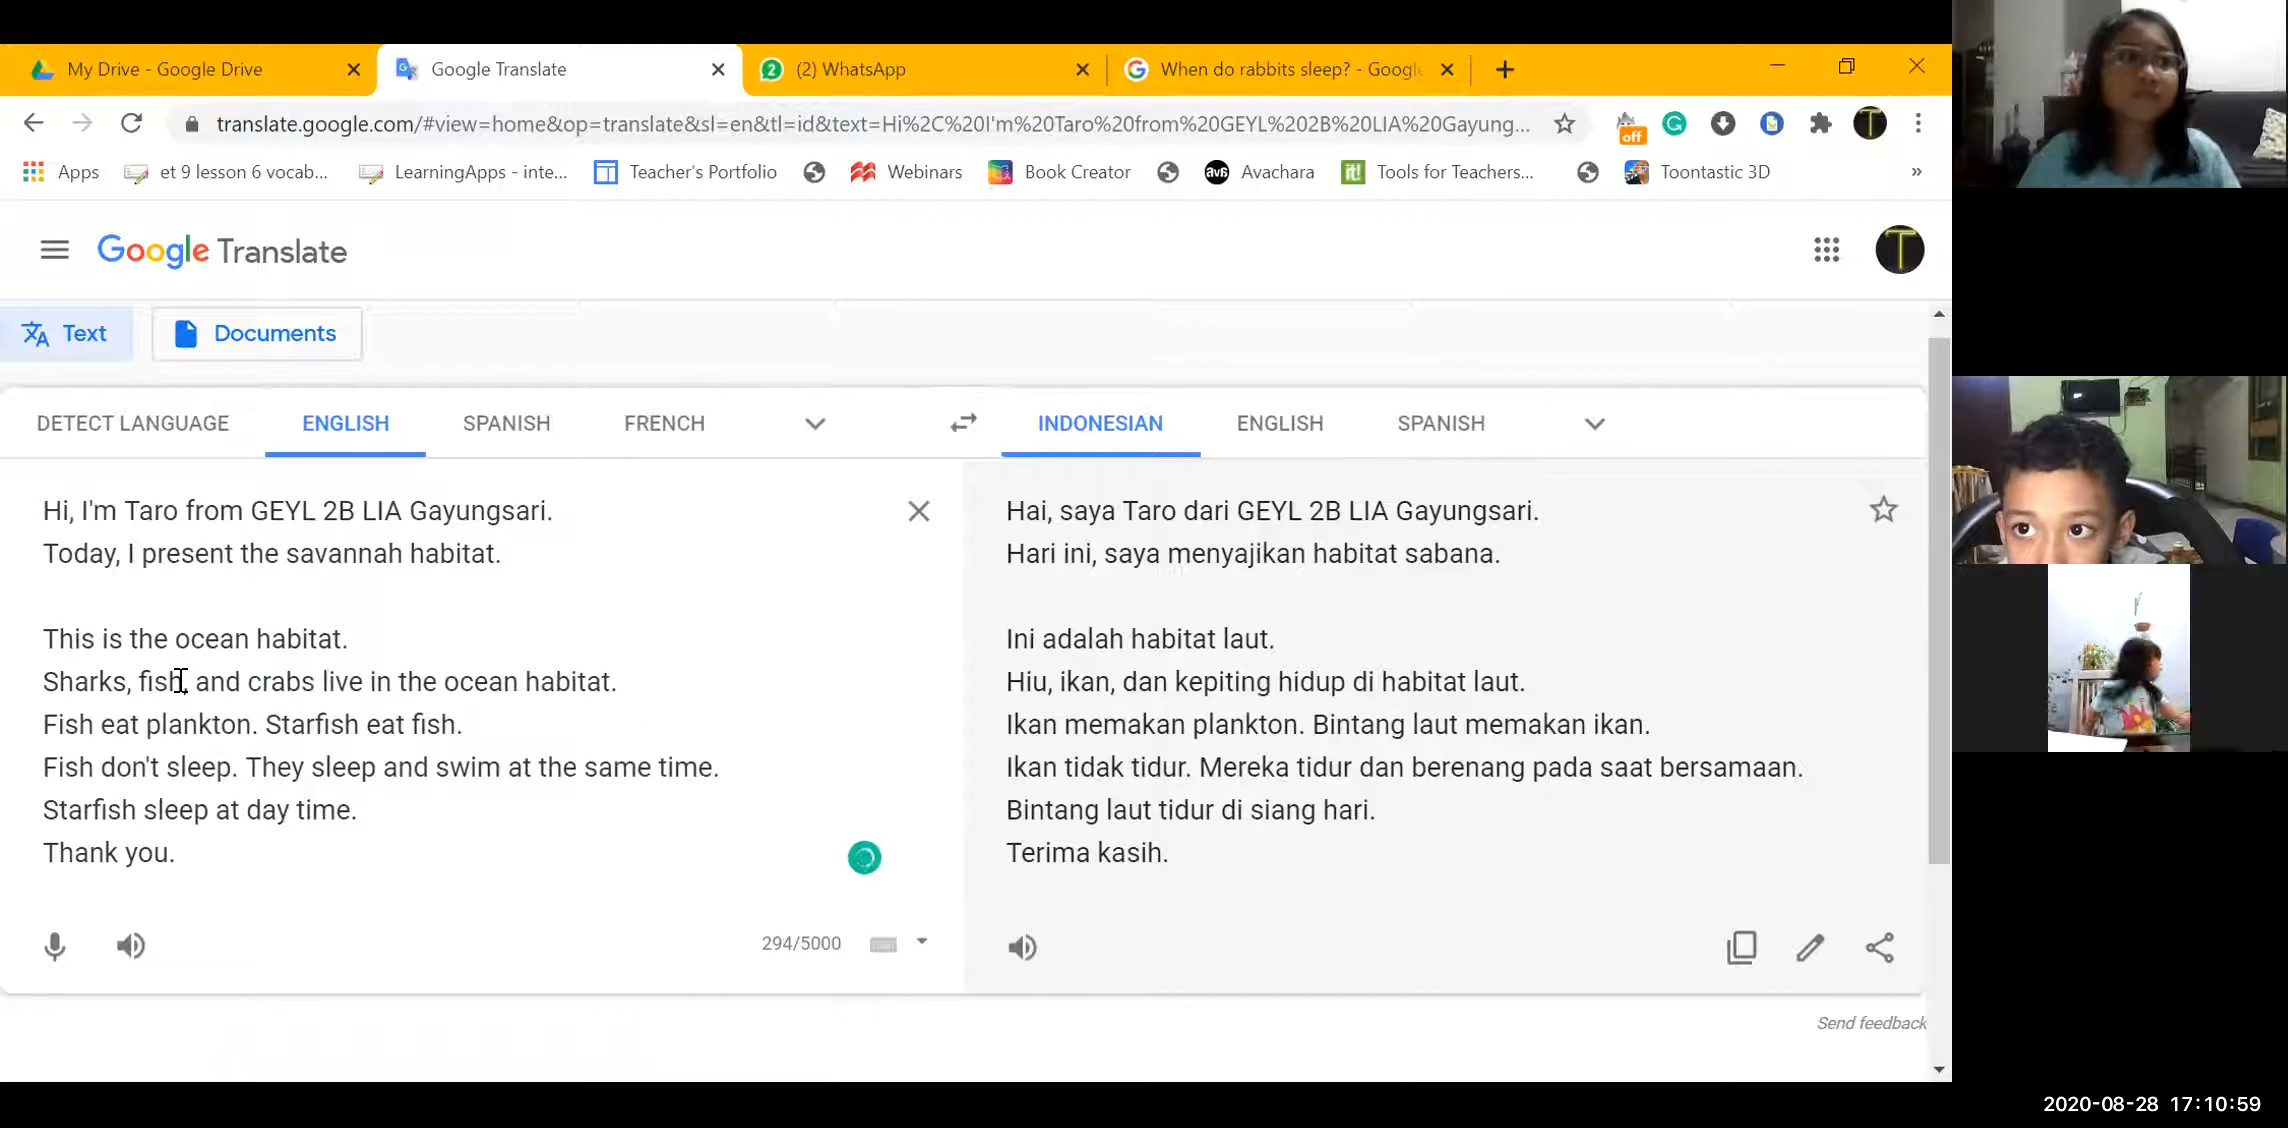 My Drive - Google Drive
Google Translate
2
(2) WhatsApp
When do rabbits sleep? - Google
translate.google.com/#view=home&op=translate&sl=en&tl=id&text=Hi%2C%20I'm%20Taro%20from%20GEYL%202B%20LIA%20Gayung...
off
T
Apps
et 9 lesson 6 vocab...
LearningApps - inte...
Teacher's Portfolio
Webinars
Book Creator
Avachara
it!
Tools for Teachers...
Toontastic 3D
»
Google Translate
T
Text
Documents
DETECT LANGUAGE
ENGLISH
SPANISH
FRENCH
INDONESIAN
ENGLISH
SPANISH
Hi, I'm Taro from GEYL 2B LIA Gayungsari.
Today, I present the savannah habitat.
This is the ocean habitat.
Sharks, fish, and crabs live in the ocean habitat.
Fish eat plankton. Starfish eat fish.
Fish don't sleep. They sleep and swim at the same time.
Starfish sleep at day time.
Thank you.
294/5000
Hai, saya Taro dari GEYL 2B LIA Gayungsari.
Hari ini, saya menyajikan habitat sabana.
Ini adalah habitat laut.
Hiu, ikan, dan kepiting hidup di habitat laut.
Ikan memakan plankton. Bintang laut memakan ikan.
Ikan tidak tidur. Mereka tidur dan berenang pada saat bersamaan.
Bintang laut tidur di siang hari.
Terima kasih.
Send feedback
2020-08-28 17:10:59